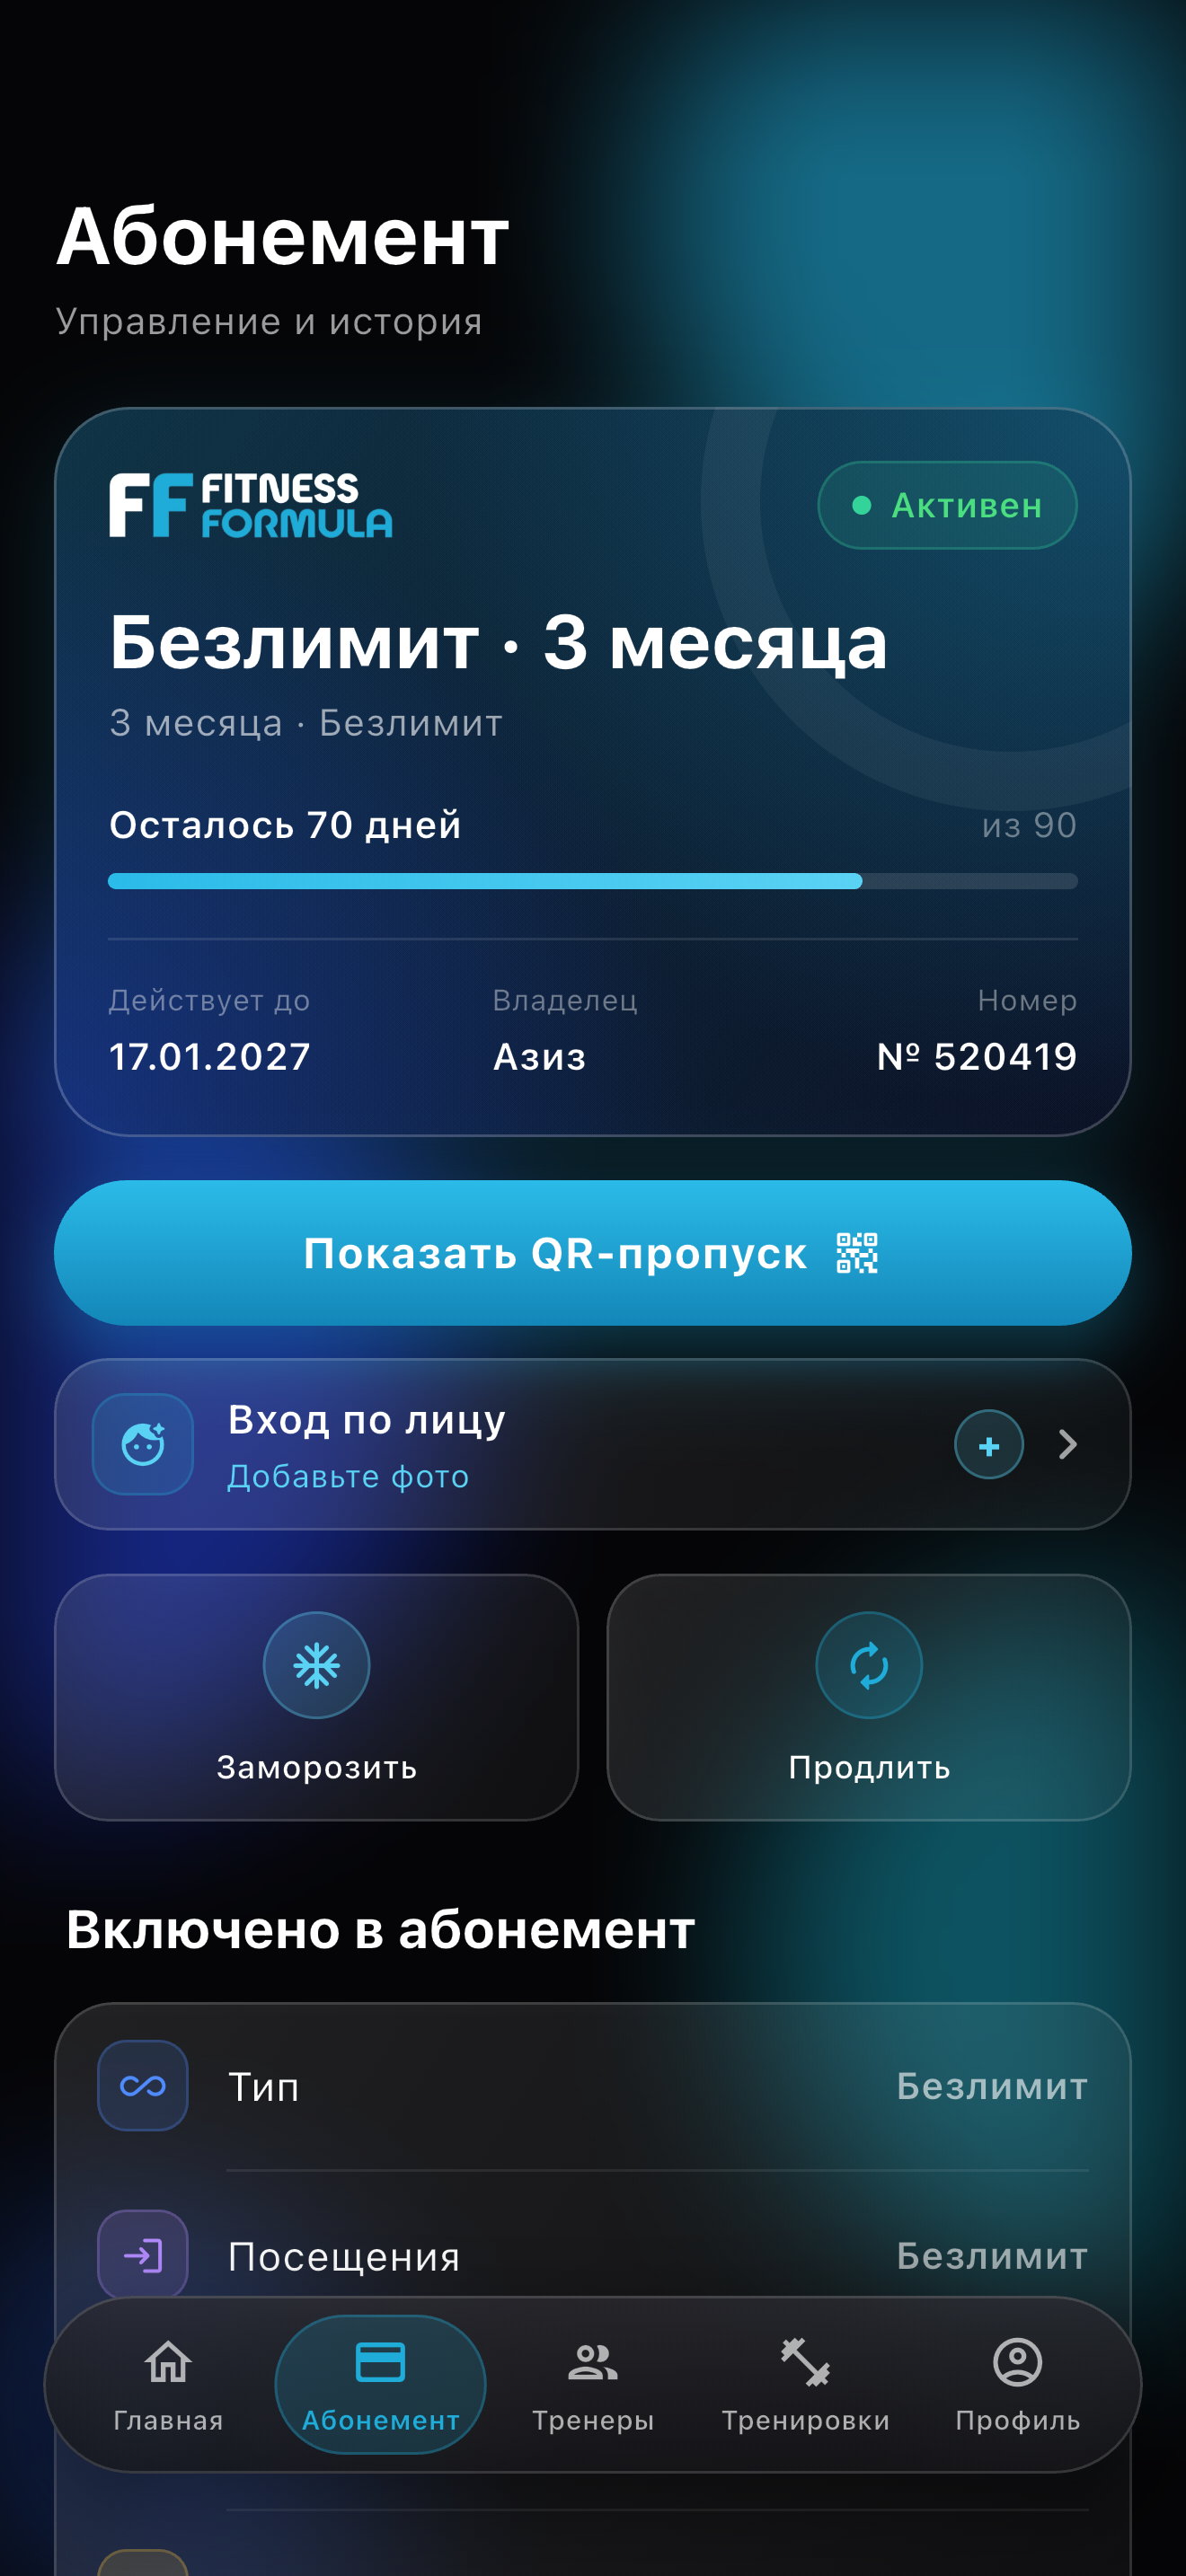 Абонемент
Управление и история
FF FITNESS FORMULA
Активен
Безлимит · 3 месяца
3 месяца · Безлимит
Осталось 70 дней
из 90
Действует до
Владелец
Номер
17.01.2027
Азиз
№ 520419
Показать QR-пропуск
Вход по лицу
Добавьте фото
Заморозить
Продлить
Включено в абонемент
Тип
Безлимит
Посещения
Безлимит
Главная
Абонемент
Тренеры
Тренировки
Профиль